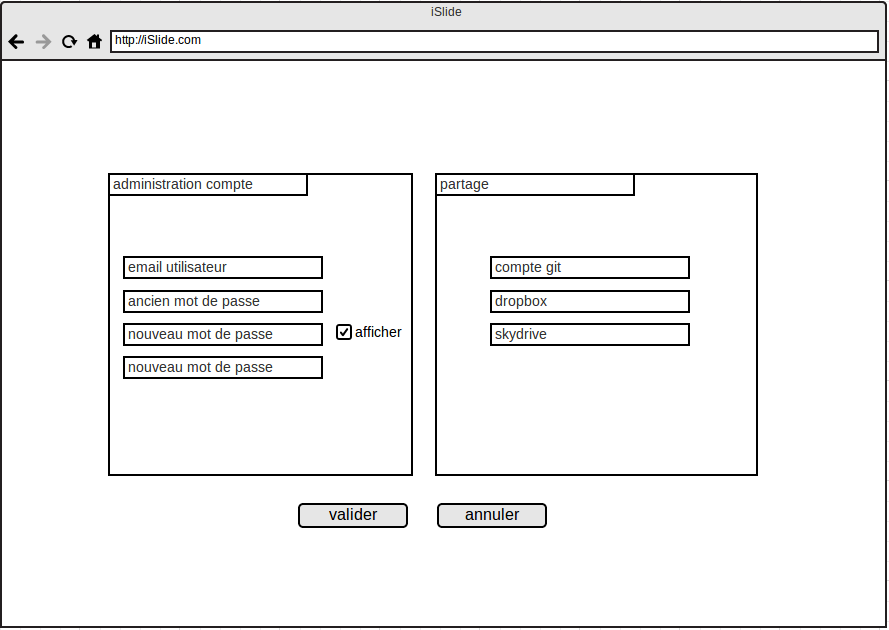 iSlide
http://iSlide.com
administration compte
email utilisateur
ancien mot de passe
nouveau mot de passe
afficher
nouveau mot de passe
partage
compte git
dropbox
skydrive
valider
annuler